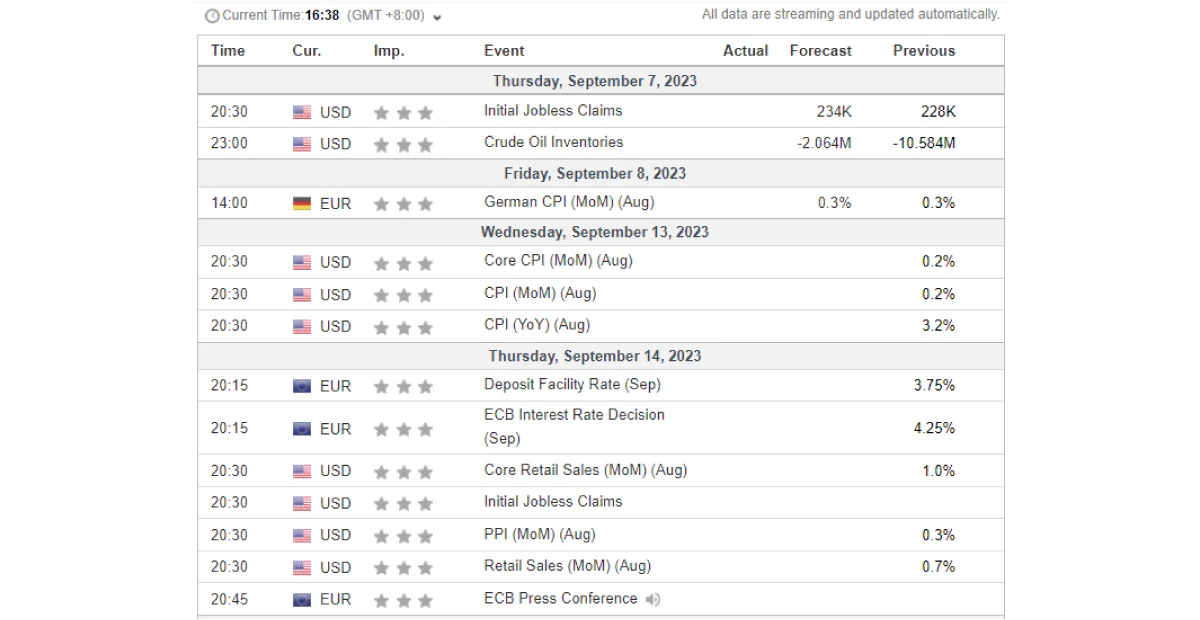 Current Time:16:38 (GMT +8:00)
All data are streaming and updated automatically.
Time Cur. Imp. Event Actual Forecast Previous
Thursday, September 7, 2023
20:30 USD Initial Jobless Claims 234K 228K
23:00 USD Crude Oil Inventories -2.064M -10.584M
Friday, September 8, 2023
14:00 EUR German CPI (MoM) (Aug) 0.3% 0.3%
Wednesday, September 13, 2023
20:30 USD Core CPI (MoM) (Aug) 0.2%
20:30 USD CPI (MoM) (Aug) 0.2%
20:30 USD CPI (YoY) (Aug) 3.2%
Thursday, September 14, 2023
20:15 EUR Deposit Facility Rate (Sep) 3.75%
20:15 EUR ECB Interest Rate Decision
(Sep) 4.25%
20:30 USD Core Retail Sales (MoM) (Aug) 1.0%
20:30 USD Initial Jobless Claims
20:30 USD PPI (MoM) (Aug) 0.3%
20:30 USD Retail Sales (MoM) (Aug) 0.7%
20:45 EUR ECB Press Conference